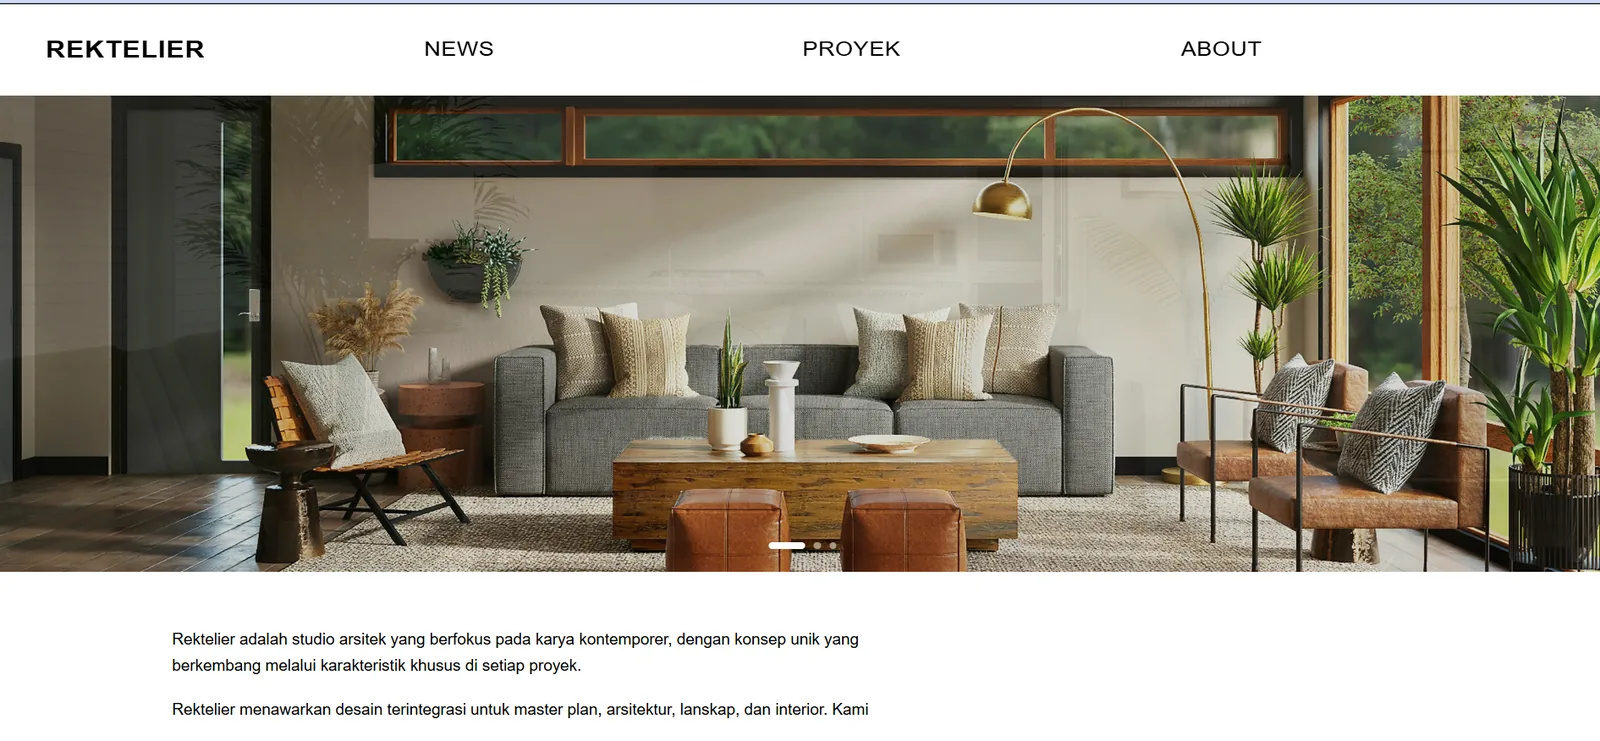 REKTELIER
NEWS
PROYEK
ABOUT
Rektelier adalah studio arsitek yang berfokus pada karya kontemporer, dengan konsep unik yang
berkembang melalui karakteristik khusus di setiap proyek.
Rektelier menawarkan desain terintegrasi untuk master plan, arsitektur, lanskap, dan interior. Kami